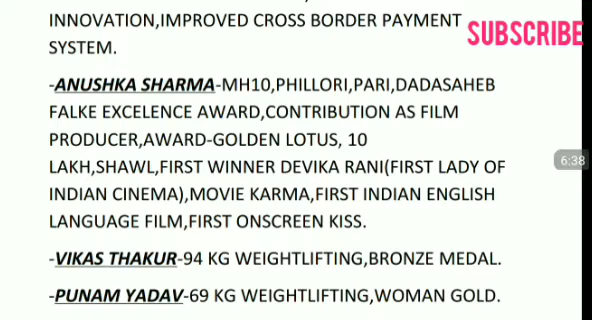 INNOVATION,IMPROVED CROSS BORDER PAYMENT
SYSTEM.
SUBSCRIBE
-ANUSHKA SHARMA-MH10,PHILLORI,PARI,DADASAHEB
FALKE EXCELENCE AWARD,CONTRIBUTION AS FILM
PRODUCER,AWARD-GOLDEN LOTUS, 10
LAKH,SHAWL,FIRST WINNER DEVIKA RANI(FIRST LADY OF
6:38
INDIAN CINEMA),MOVIE KARMA,FIRST INDIAN ENGLISH
LANGUAGE FILM,FIRST ONSCREEN KISS.
-VIKAS THAKUR-94 KG WEIGHTLIFTING,BRONZE MEDAL.
-PUNAM YADAV-69 KG WEIGHTLIFTING,WOMAN GOLD.